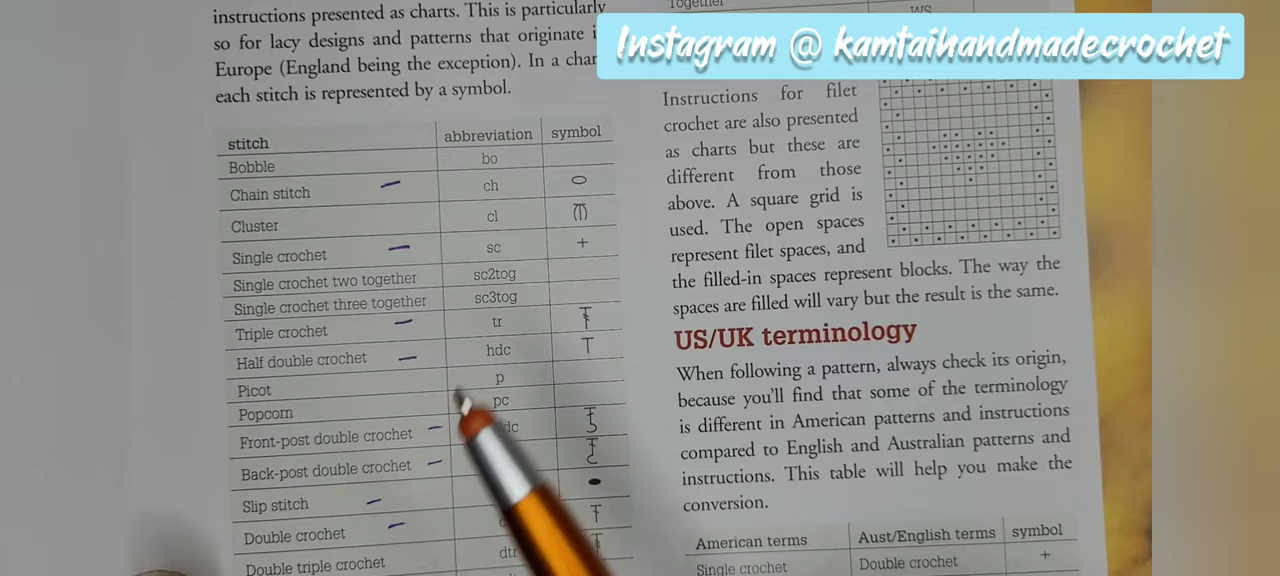 instructions presented as charts. This is particularly
so for lacy designs and patterns that originate
Europe (England being the exception). In a
each stitch is represented by a symbol.
stitch abbreviation symbol
Bobble bo
Chain stitch ch
Cluster cl
Single crochet sc +
Single crochet two together sc2tog
Single crochet three together sc3tog
Triple crochet tr
Half double crochet hdc
Picot p
Popcorn pc
Front-post double crochet
Back-post double crochet
Slip stitch
Double crochet
Double triple crochet dtr
Together
ws
Instagram @ kamtaihandmadecrochet
Instructions for filet
crochet are also presented
as charts but these are
different from those
above. A square grid is
used. The open spaces
represent filet spaces, and
the filled-in spaces represent blocks. The way the
spaces are filled will vary but the result is the same.
US/UK terminology
When following a pattern, always check its origin,
because you'll find that some of the terminology
is different in American patterns and instructions
compared to English and Australian patterns and
instructions. This table will help you make the
conversion.
American terms Aust/English terms symbol
Single crochet Double crochet +